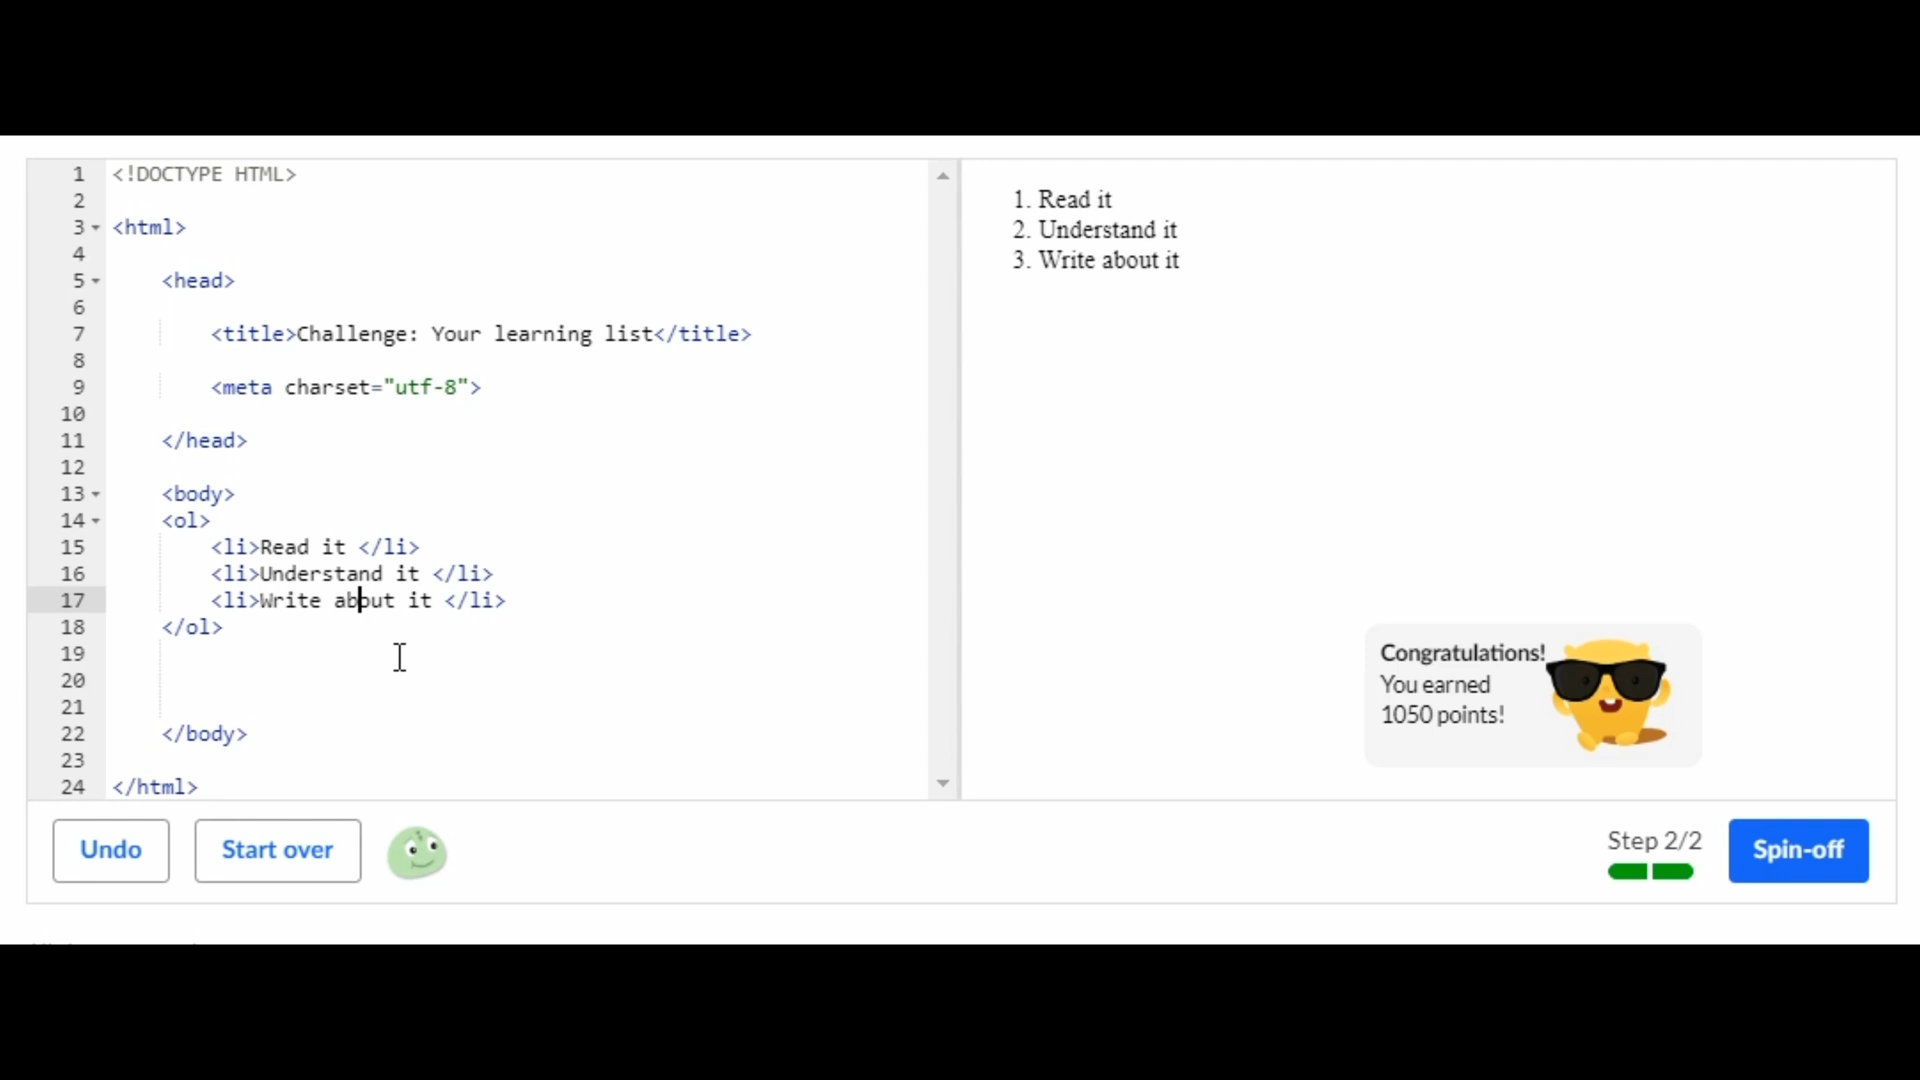 1 <!DOCTYPE HTML>
2
3 <html>
4
5 <head>
6
7 <title>Challenge: Your learning list</title>
8
9 <meta charset="utf-8">
10
11 </head>
12
13 <body>
14 <ol>
15 <li>Read it </li>
16 <li>Understand it </li>
17 <li>Write about it </li>
18 </ol>
19
20
21
22 </body>
23
24 </html>
1. Read it
2. Understand it
3. Write about it
Congratulations!
You earned
1050 points!
Undo
Start over
Step 2/2
Spin-off